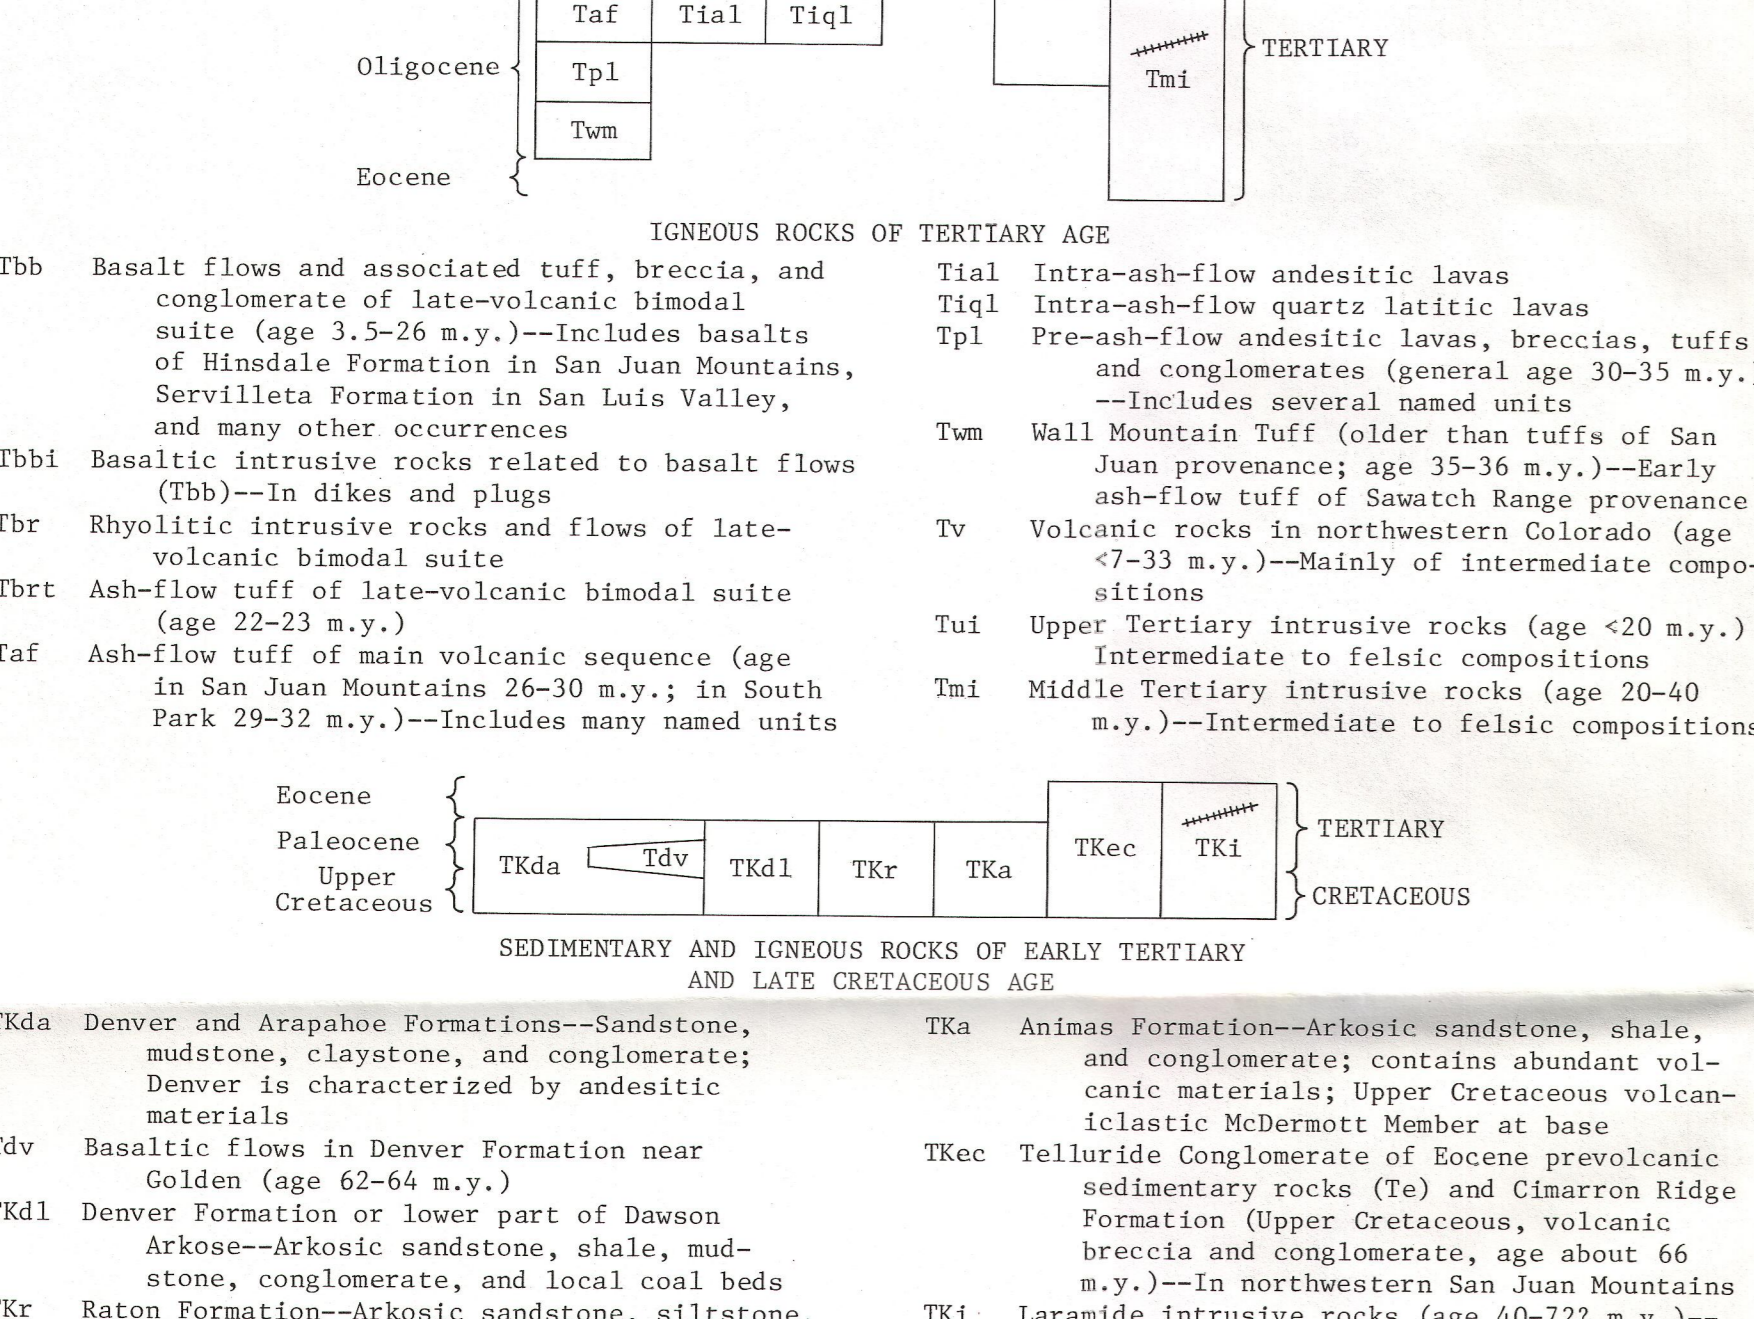 Taf Tial Tiql
Oligocene
Tpl
Twm
Eocene
Tmi
TERTIARY
IGNEOUS ROCKS OF TERTIARY AGE
Tbb Basalt flows and associated tuff, breccia, and
conglomerate of late-volcanic bimodal
suite (age 3.5-26 m.y.)--Includes basalts
of Hinsdale Formation in San Juan Mountains,
Servilleta Formation in San Luis Valley,
and many other occurrences
Tbbi Basaltic intrusive rocks related to basalt flows
(Tbb)--In dikes and plugs
Tbr Rhyolitic intrusive rocks and flows of late-
volcanic bimodal suite
Tbrt Ash-flow tuff of late-volcanic bimodal suite
(age 22-23 m.y.)
Taf Ash-flow tuff of main volcanic sequence (age
in San Juan Mountains 26-30 m.y.; in South
Park 29-32 m.y.)--Includes many named units
Tial Intra-ash-flow andesitic lavas
Tiql Intra-ash-flow quartz latitic lavas
Tpl Pre-ash-flow andesitic lavas, breccias, tuffs
and conglomerates (general age 30-35 m.y.)
--Includes several named units
Twm Wall Mountain Tuff (older than tuffs of San
Juan provenance; age 35-36 m.y.)--Early
ash-flow tuff of Sawatch Range provenance
Tv Volcanic rocks in northwestern Colorado (age
<7-33 m.y.)--Mainly of intermediate compo-
sitions
Tui Upper Tertiary intrusive rocks (age <20 m.y.)
Intermediate to felsic compositions
Tmi Middle Tertiary intrusive rocks (age 20-40
m.y.)--Intermediate to felsic compositions
Eocene
Paleocene
Upper
Cretaceous
TKda Tdv TKdl TKr TKa TKec TKi
TERTIARY
CRETACEOUS
SEDIMENTARY AND IGNEOUS ROCKS OF EARLY TERTIARY
AND LATE CRETACEOUS AGE
TKda Denver and Arapahoe Formations--Sandstone,
mudstone, claystone, and conglomerate;
Denver is characterized by andesitic
materials
Tdv Basaltic flows in Denver Formation near
Golden (age 62-64 m.y.)
TKdl Denver Formation or lower part of Dawson
Arkose--Arkosic sandstone, shale, mud-
stone, conglomerate, and local coal beds
TKr Raton Formation--Arkosic sandstone, siltstone,
TKa Animas Formation--Arkosic sandstone, shale,
and conglomerate; contains abundant vol-
canic materials; Upper Cretaceous volcan-
iclastic McDermott Member at base
TKec Telluride Conglomerate of Eocene prevolcanic
sedimentary rocks (Te) and Cimarron Ridge
Formation (Upper Cretaceous, volcanic
breccia and conglomerate, age about 66
m.y.)--In northwestern San Juan Mountains
TKi Laramide intrusive rocks (age 40-72? m.y.)--